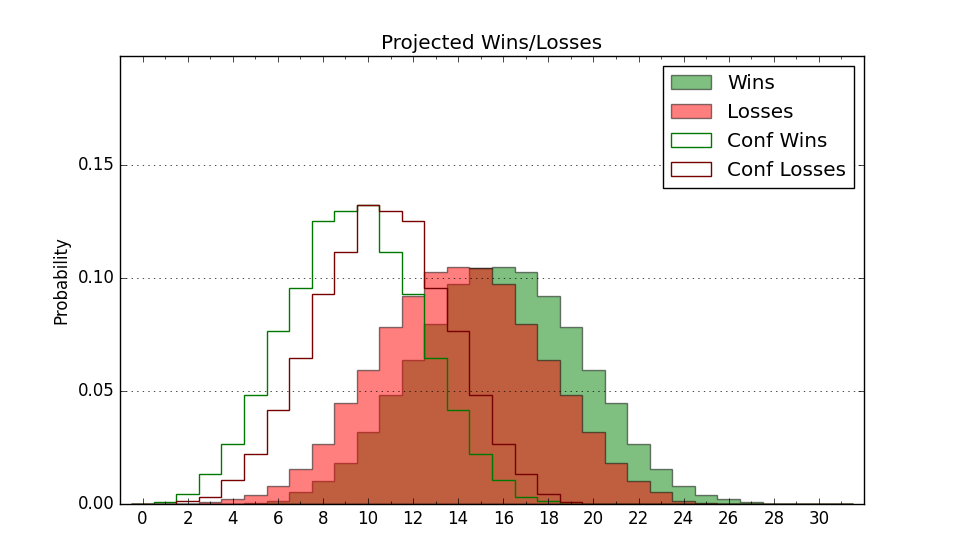 Projected Wins/Losses
Wins
Losses
Conf Wins
Conf Losses
Probability
0.15
0.10
0.05
0.00
0 2 4 6 8 10 12 14 16 18 20 22 24 26 28 30